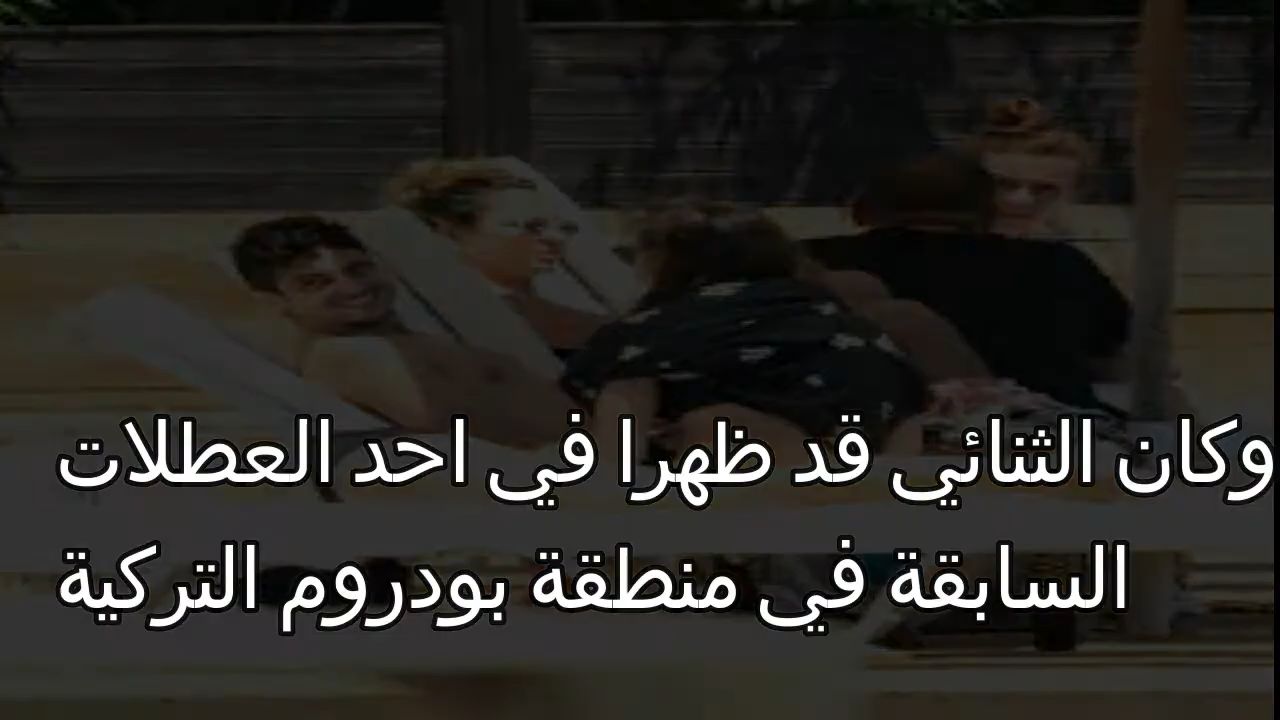 وكان الثنائي قد ظهرا في احد العطلات
السابقة في منطقة بودروم التركية